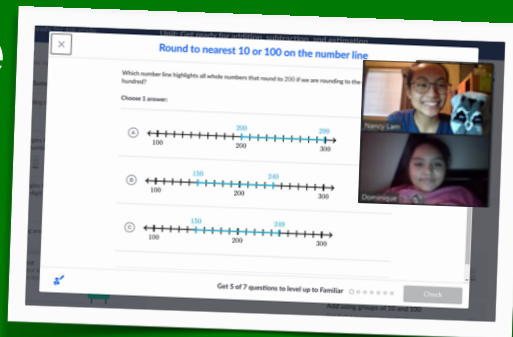 e
Unit: Get ready for addition, subtraction, and estimation
Round to nearest 10 or 100 on the number line
Which number line highlights all whole numbers that round to 200 if we are rounding to the
hundred?
Choose 1 answer:
A
200 299
100 200 300
B
150 240
100 200 300
C
150 249
100 200 300
Nancy Lam
Dominique
Get 5 of 7 questions to level up to Familiar
Check
Add using groups of 10 and 100